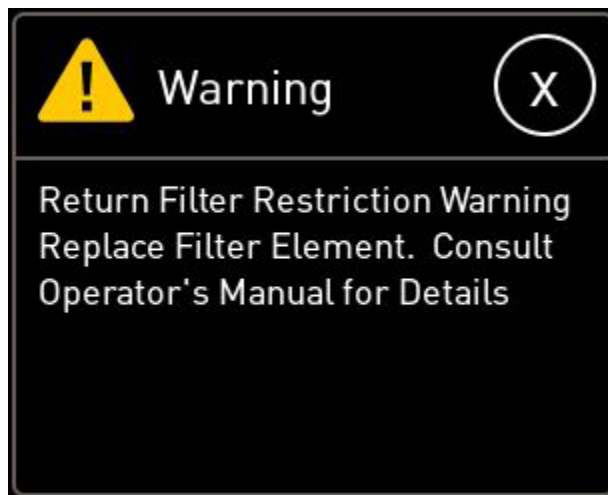 ! Warning X
Return Filter Restriction Warning
Replace Filter Element.  Consult
Operator's Manual for Details